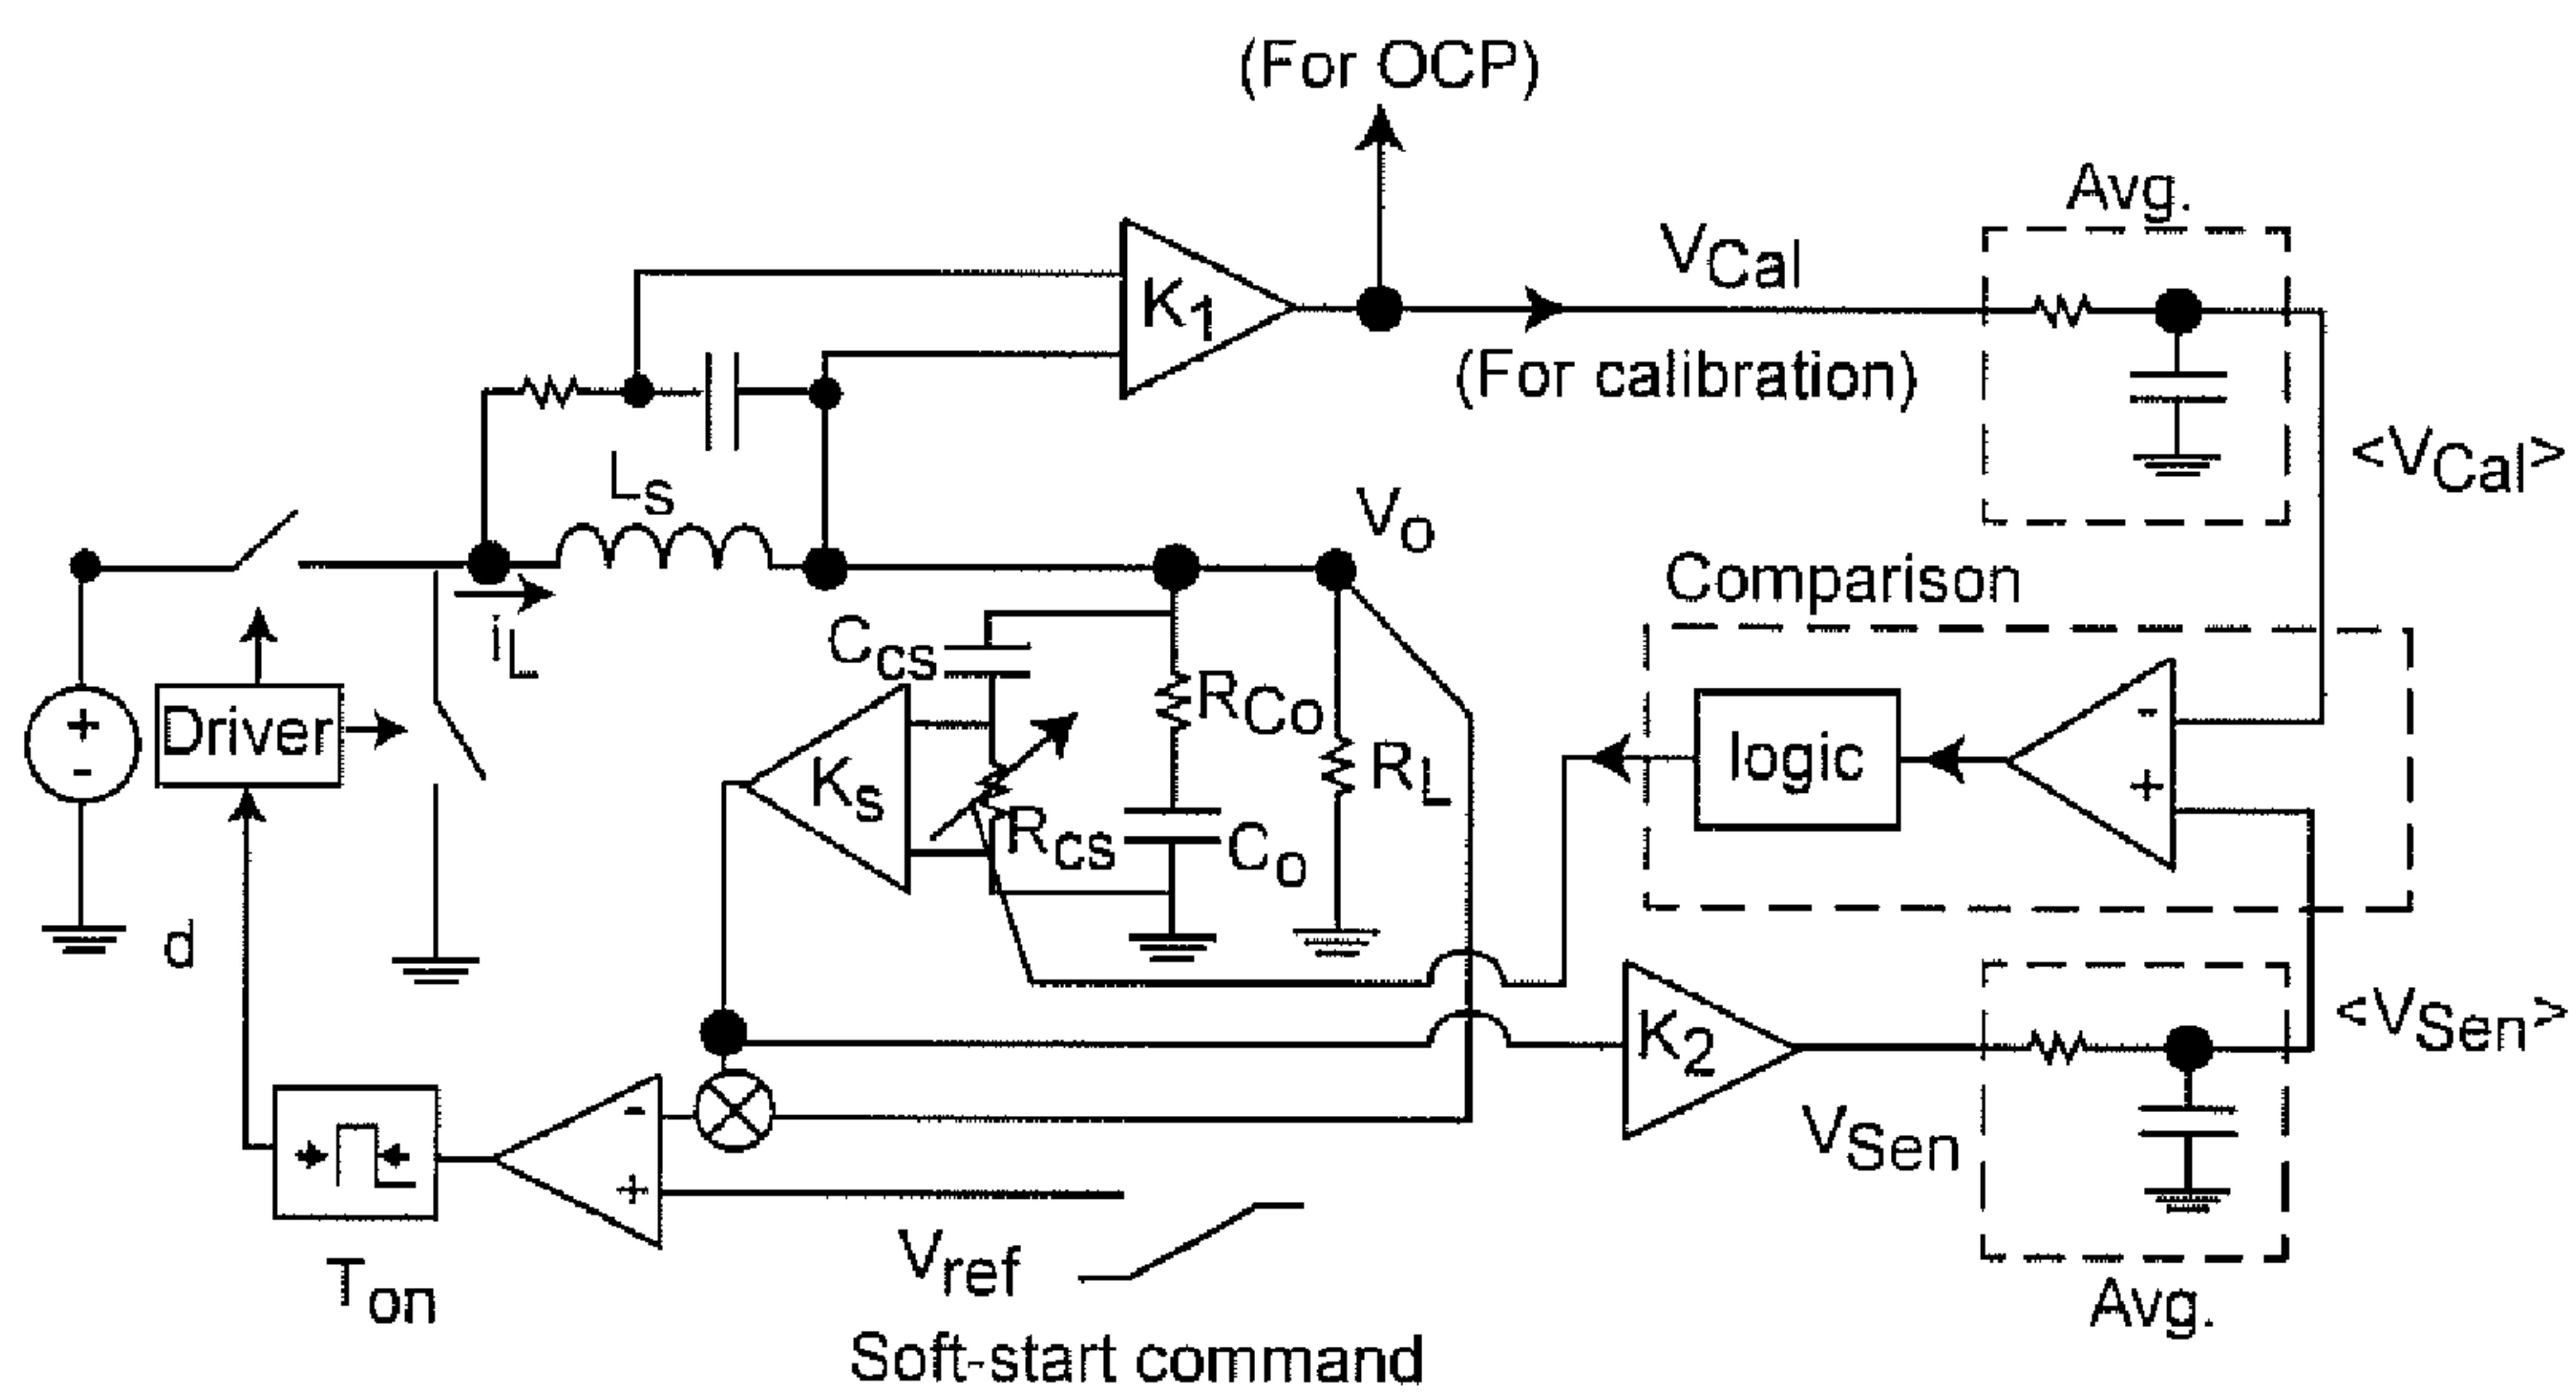 (For OCP)
Avg.
VCal
K1
(For calibration)
<VCal>
Ls
Vo
Comparison
iL
Ccs
RCo
+
-
Driver
Ks
Rcs
RL
Co
logic
-
+
d
K2
<VSen>
VSen
-
+
Ton
Vref
Avg.
Soft-start command